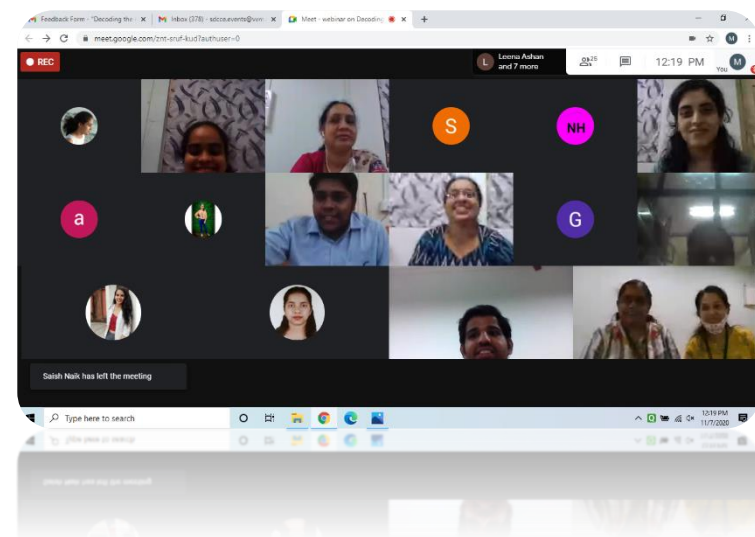 Feedback Form - "Decoding the
Inbox (378) - sdcce.events@vvm
Meet - webinar on Decoding
meet.google.com/znt-sruf-kud?authuser=0
REC
L
Leena Ashan
and 7 more
25
12:19 PM
You
M
S
NH
a
G
Saish Naik has left the meeting
Type here to search
12:19 PM
11/7/2020